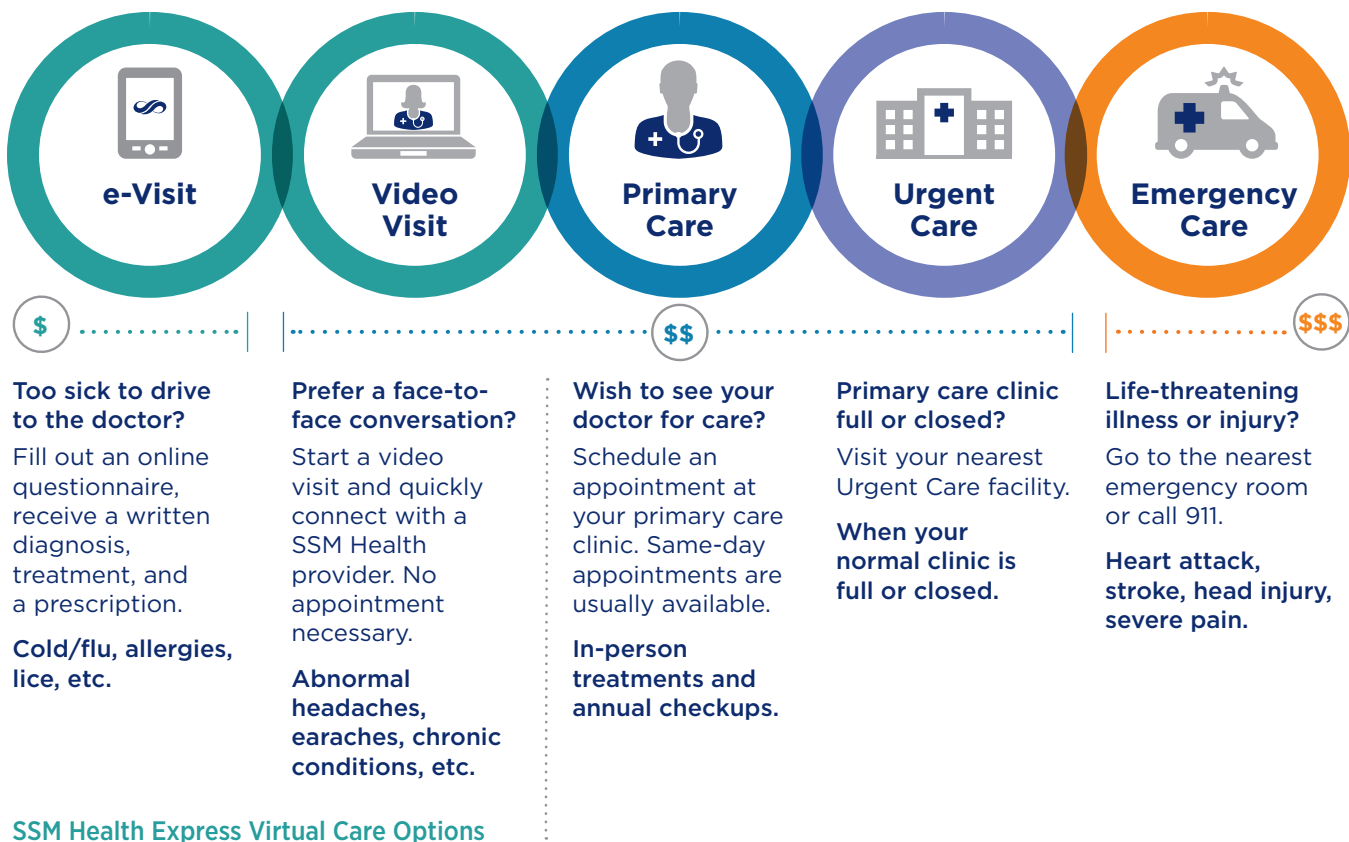 e-Visit
Video
Visit
Primary
Care
Urgent
Care
Emergency
Care
$
$$
$$$
Too sick to drive
to the doctor?
Fill out an online
questionnaire,
receive a written
diagnosis,
treatment, and
a prescription.
Cold/flu, allergies,
lice, etc.
Prefer a face-to-
face conversation?
Start a video
visit and quickly
connect with a
SSM Health
provider. No
appointment
necessary.
Abnormal
headaches,
earaches, chronic
conditions, etc.
SSM Health Express Virtual Care Options
Wish to see your
doctor for care?
Schedule an
appointment at
your primary care
clinic. Same-day
appointments are
usually available.
In-person
treatments and
annual checkups.
Primary care clinic
full or closed?
Visit your nearest
Urgent Care facility.
When your
normal clinic is
full or closed.
Life-threatening
illness or injury?
Go to the nearest
emergency room
or call 911.
Heart attack,
stroke, head injury,
severe pain.